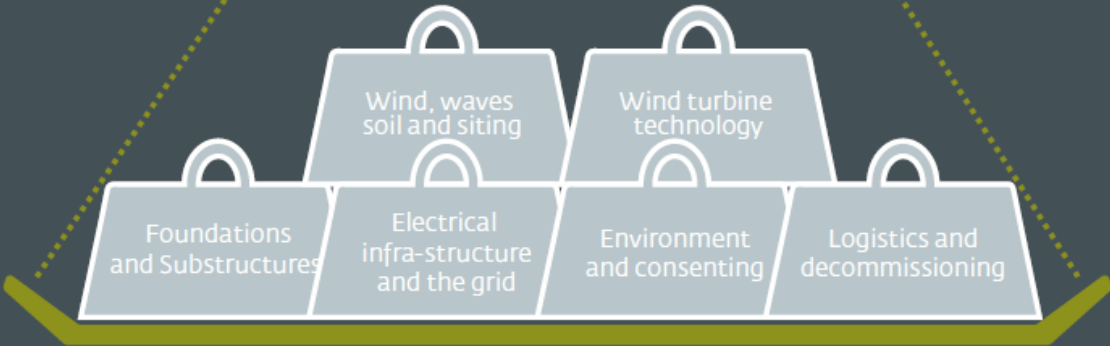 Wind, waves
soil and siting
Wind turbine
technology
Foundations
and Substructures
Electrical
infra-structure
and the grid
Environment
and consenting
Logistics and
decommissioning